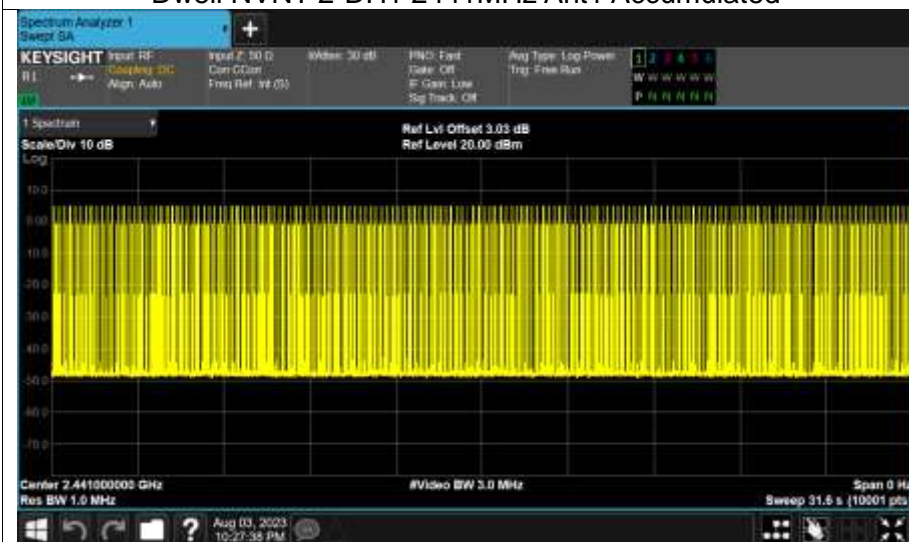 Dwell NVNT 2-DH1 2441MHz Ant1 Accumulated
Spectrum Analyzer 1
Swept SA
+
KEYSIGHT Input: RF
R L
Coupling: DC
Align: Auto
Input Z: 50 Ω
Corr CCorr
Freq Ref: Int (S)
#Atten: 30 dB
PNO: Fast
Gate: Off
IF Gain: Low
Sig Track: Off
Avg Type: Log-Power
Trig: Free Run
1 2 3 4 5 6
W W W W W W
P N N N N N
1 Spectrum
Scale/Div 10 dB
Ref Lvl Offset 3.03 dB
Ref Level 20.00 dBm
Log
10.0
0.00
-10.0
-20.0
-30.0
-40.0
-50.0
-60.0
-70.0
Center 2.441000000 GHz
Res BW 1.0 MHz
#Video BW 3.0 MHz
Span 0 Hz
Sweep 31.6 s (10001 pts
?
Aug 03, 2023
10:27:38 PM